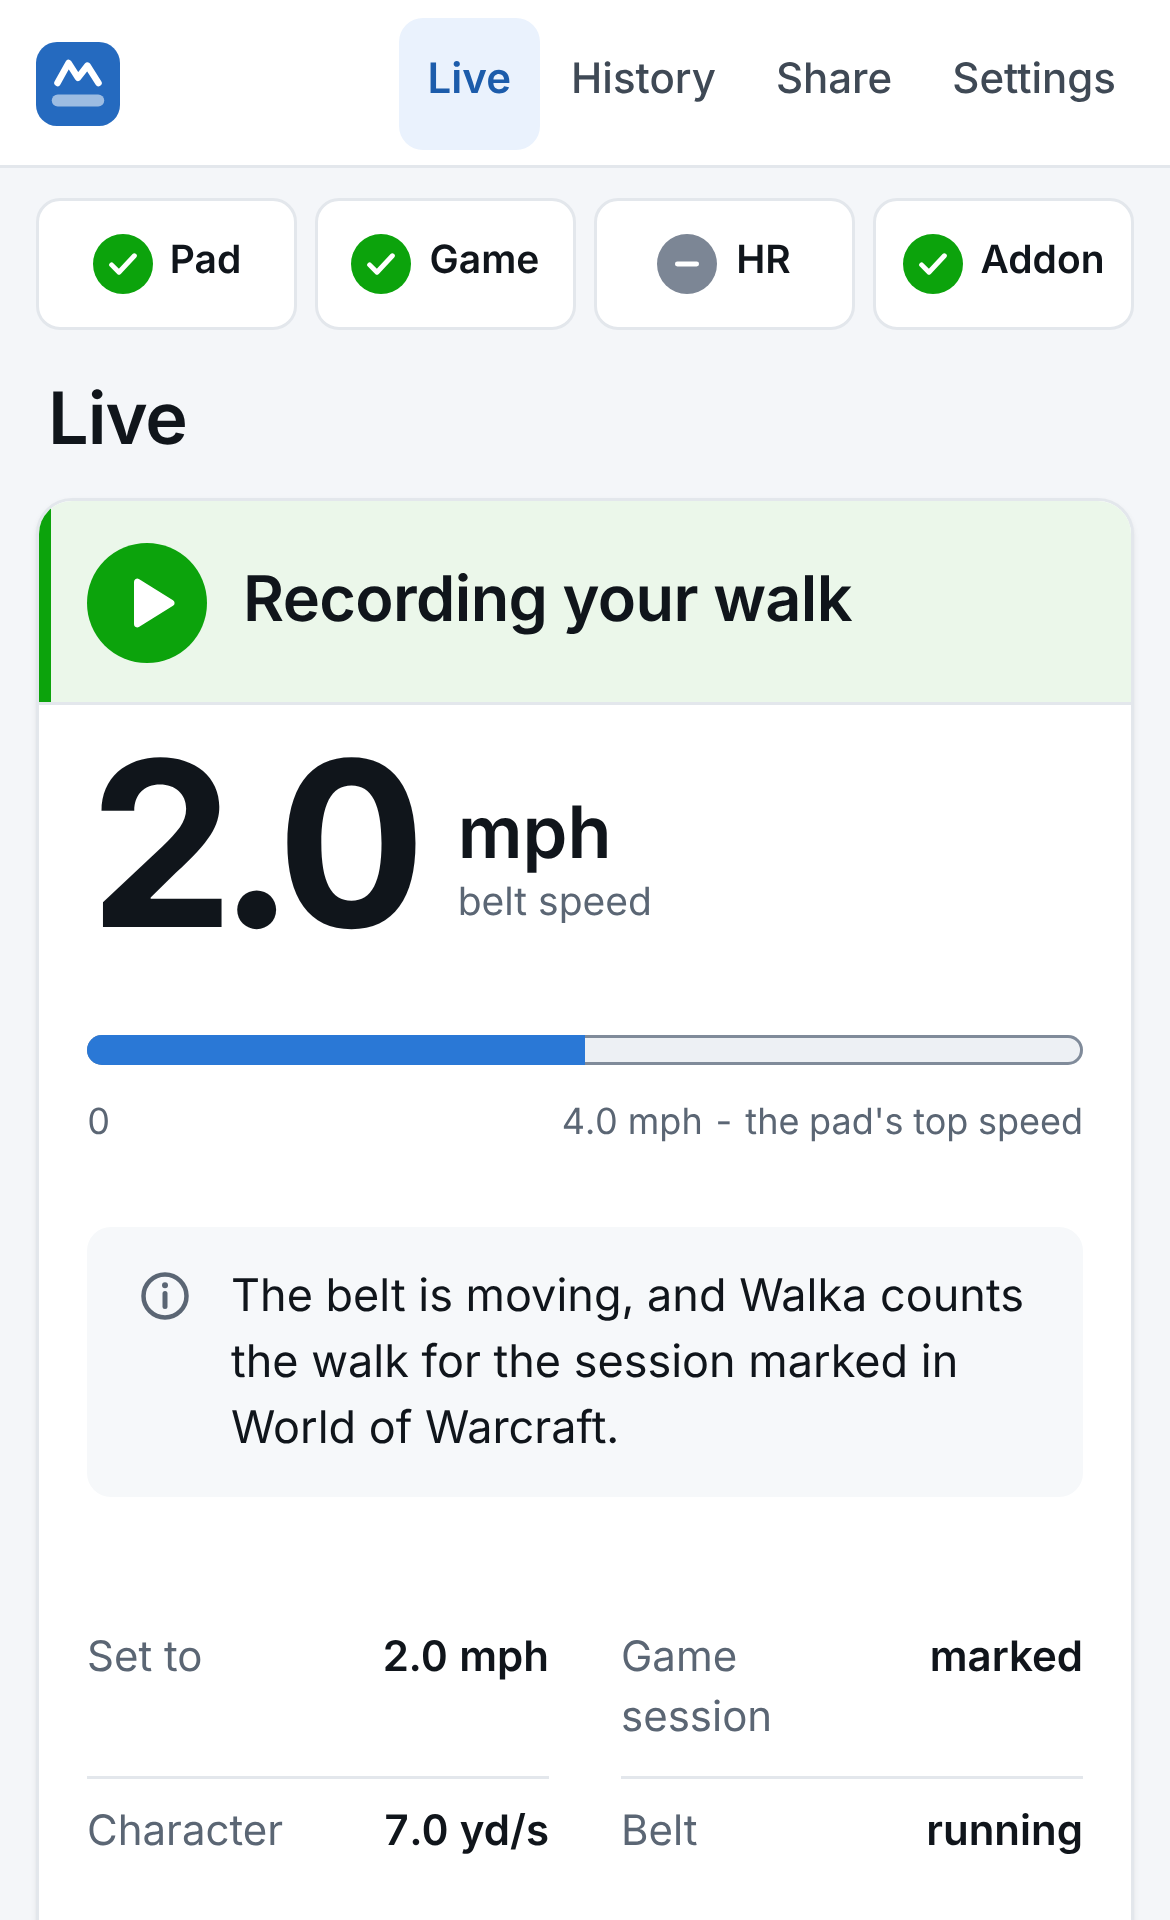 Live History Share Settings
Pad Game HR Addon
Live
Recording your walk
2.0 mph
belt speed
0 4.0 mph - the pad's top speed
The belt is moving, and Walka counts
the walk for the session marked in
World of Warcraft.
Set to 2.0 mph
Game session marked
Character 7.0 yd/s
Belt running